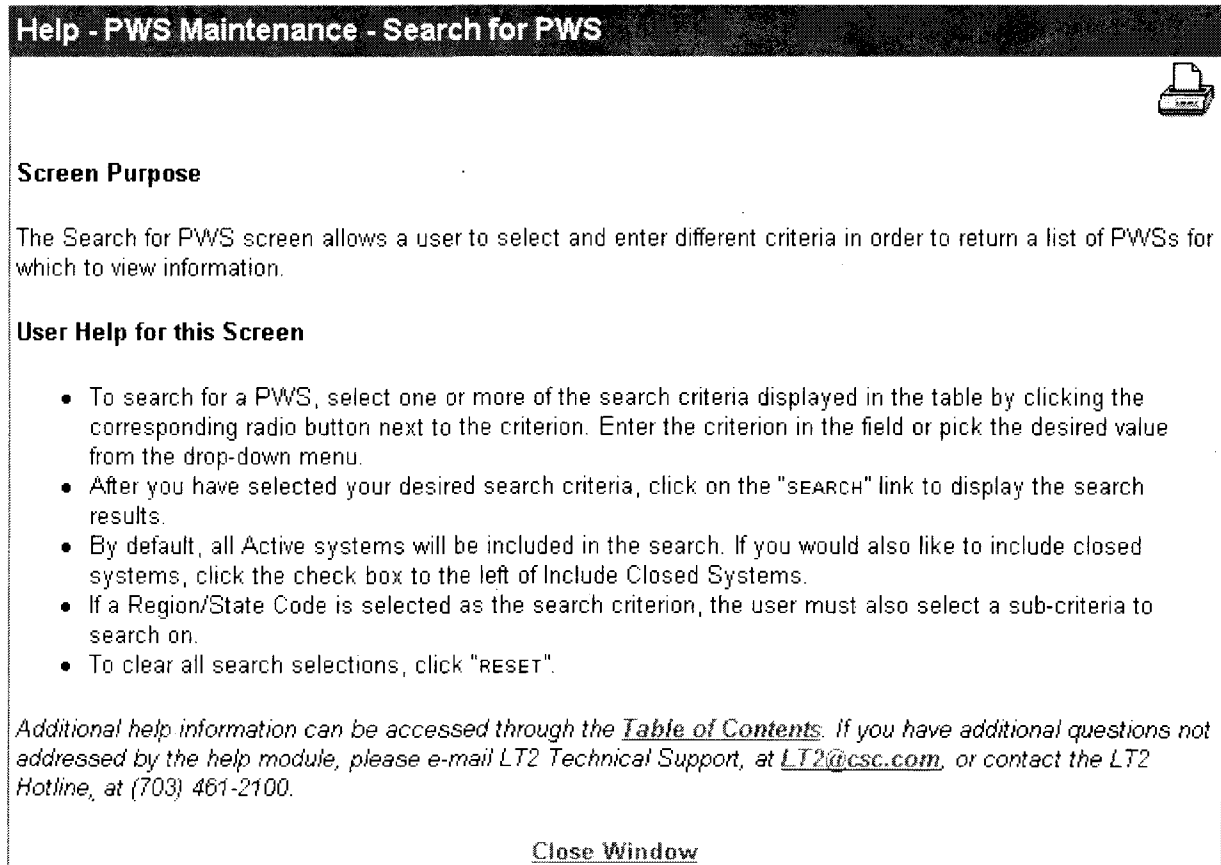 Help - PWS Maintenance - Search for PWS
Screen Purpose
The Search for PWS screen allows a user to select and enter different criteria in order to return a list of PWSs for
which to view information.
User Help for this Screen
• To search for a PWS, select one or more of the search criteria displayed in the table by clicking the
corresponding radio button next to the criterion. Enter the criterion in the field or pick the desired value
from the drop-down menu.
• After you have selected your desired search criteria, click on the "SEARCH" link to display the search
results.
• By default, all Active systems will be included in the search. If you would also like to include closed
systems, click the check box to the left of Include Closed Systems.
• If a Region/State Code is selected as the search criterion, the user must also select a sub-criteria to
search on.
• To clear all search selections, click "RESET".
Additional help information can be accessed through the Table of Contents. If you have additional questions not
addressed by the help module, please e-mail LT2 Technical Support, at LT2@csc.com, or contact the LT2
Hotline, at (703) 461-2100.
Close Window